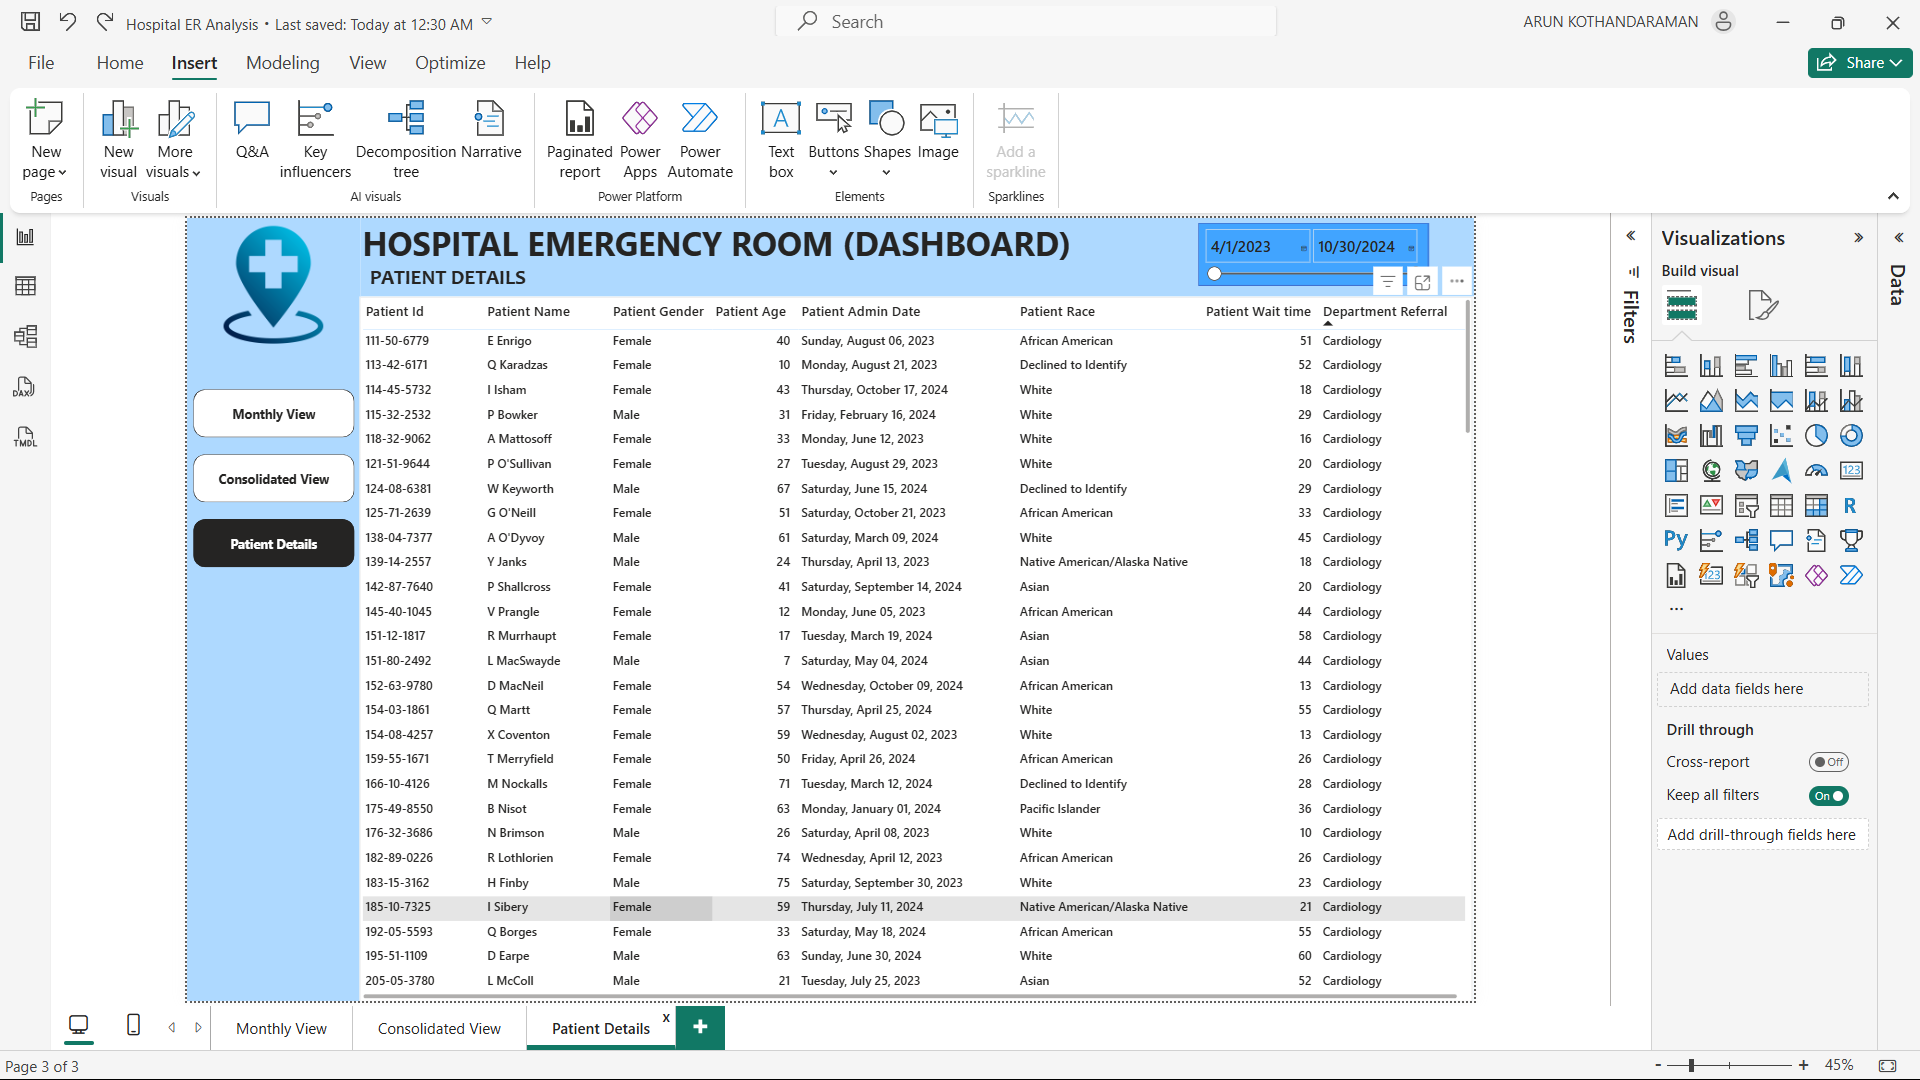 Hospital ER Analysis • Last saved: Today at 12:30 AM
Search
ARUN KOTHANDARAMAN
File Home Insert Modeling View Optimize Help
Share
New page
Pages
New visual
More visuals
Visuals
Q&A
Key influencers
Decomposition tree
Narrative
AI visuals
Paginated report
Power Apps
Power Automate
Power Platform
Text box
Buttons
Shapes
Image
Elements
Add a sparkline
Sparklines
DAX
TMDL
HOSPITAL EMERGENCY ROOM (DASHBOARD)
PATIENT DETAILS
4/1/2023 10/30/2024
Monthly View
Consolidated View
Patient Details
Patient Id Patient Name Patient Gender Patient Age Patient Admin Date Patient Race Patient Wait time Department Referral
111-50-6779 E Enrigo Female 40 Sunday, August 06, 2023 African American 51 Cardiology
113-42-6171 Q Karadzas Female 10 Monday, August 21, 2023 Declined to Identify 52 Cardiology
114-45-5732 I Isham Female 43 Thursday, October 17, 2024 White 18 Cardiology
115-32-2532 P Bowker Male 31 Friday, February 16, 2024 White 29 Cardiology
118-32-9062 A Mattosoff Female 33 Monday, June 12, 2023 White 16 Cardiology
121-51-9644 P O'Sullivan Female 27 Tuesday, August 29, 2023 White 20 Cardiology
124-08-6381 W Keyworth Male 67 Saturday, June 15, 2024 Declined to Identify 29 Cardiology
125-71-2639 G O'Neill Female 51 Saturday, October 21, 2023 African American 33 Cardiology
138-04-7377 A O'Dyvoy Male 61 Saturday, March 09, 2024 White 45 Cardiology
139-14-2557 Y Janks Male 24 Thursday, April 13, 2023 Native American/Alaska Native 18 Cardiology
142-87-7640 P Shallcross Female 41 Saturday, September 14, 2024 Asian 20 Cardiology
145-40-1045 V Prangle Female 12 Monday, June 05, 2023 African American 44 Cardiology
151-12-1817 R Murrhaupt Female 17 Tuesday, March 19, 2024 Asian 58 Cardiology
151-80-2492 L MacSwayde Male 7 Saturday, May 04, 2024 Asian 44 Cardiology
152-63-9780 D MacNeil Female 54 Wednesday, October 09, 2024 African American 13 Cardiology
154-03-1861 Q Martt Female 57 Thursday, April 25, 2024 White 55 Cardiology
154-08-4257 X Coventon Female 59 Wednesday, August 02, 2023 White 13 Cardiology
159-55-1671 T Merryfield Female 50 Friday, April 26, 2024 African American 26 Cardiology
166-10-4126 M Nockalls Female 71 Tuesday, March 12, 2024 Declined to Identify 28 Cardiology
175-49-8550 B Nisot Female 63 Monday, January 01, 2024 Pacific Islander 36 Cardiology
176-32-3686 N Brimson Male 26 Saturday, April 08, 2023 White 10 Cardiology
182-89-0226 R Lothlorien Female 74 Wednesday, April 12, 2023 African American 26 Cardiology
183-15-3162 H Finby Male 75 Saturday, September 30, 2023 White 23 Cardiology
185-10-7325 I Sibery Female 59 Thursday, July 11, 2024 Native American/Alaska Native 21 Cardiology
192-05-5593 Q Borges Female 33 Saturday, May 18, 2024 African American 55 Cardiology
195-51-1109 D Earpe Male 63 Sunday, June 30, 2024 White 60 Cardiology
205-05-3780 L McColl Male 21 Tuesday, July 25, 2023 Asian 52 Cardiology
Filters
Visualizations
Build visual
123
R
Py
123
...
Values
Add data fields here
Drill through
Cross-report Off
Keep all filters On
Add drill-through fields here
Data
Monthly View Consolidated View Patient Details x +
Page 3 of 3
- + 45%